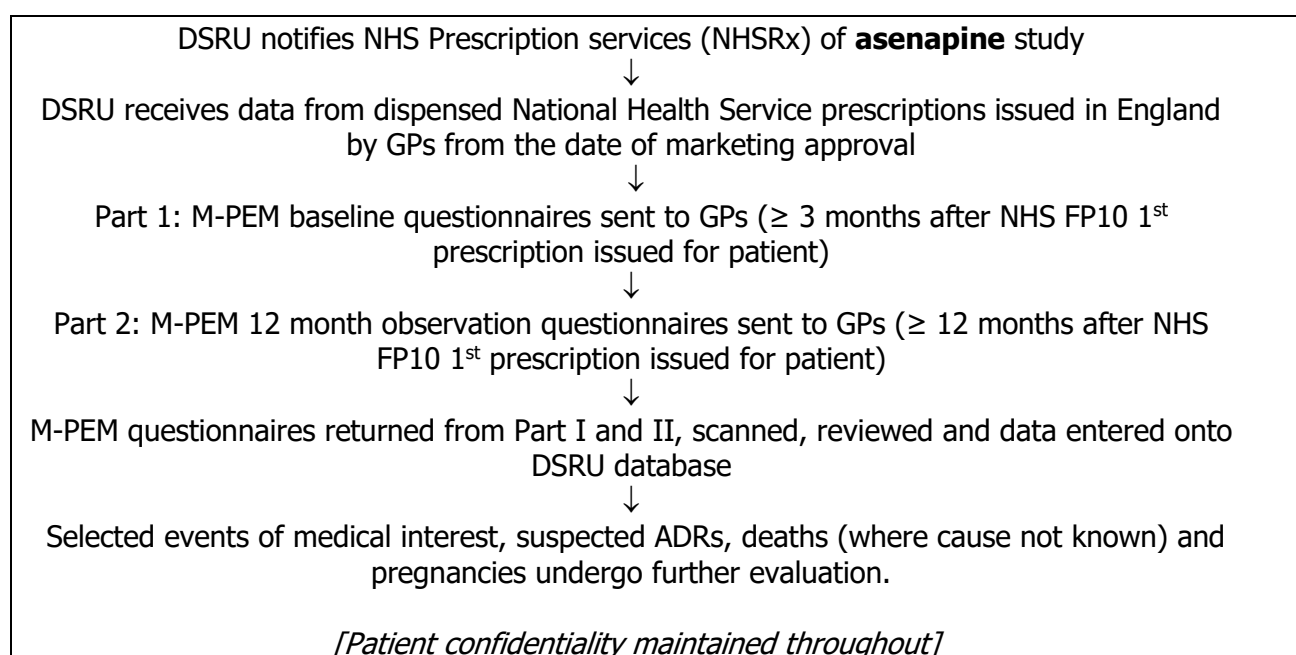 DSRU notifies NHS Prescription services (NHSRx) of asenapine study
↓
DSRU receives data from dispensed National Health Service prescriptions issued in England
by GPs from the date of marketing approval
↓
Part 1: M-PEM baseline questionnaires sent to GPs (≥ 3 months after NHS FP10 1st
prescription issued for patient)
↓
Part 2: M-PEM 12 month observation questionnaires sent to GPs (≥ 12 months after NHS
FP10 1st prescription issued for patient)
↓
M-PEM questionnaires returned from Part I and II, scanned, reviewed and data entered onto
DSRU database
↓
Selected events of medical interest, suspected ADRs, deaths (where cause not known) and
pregnancies undergo further evaluation.
[Patient confidentiality maintained throughout]